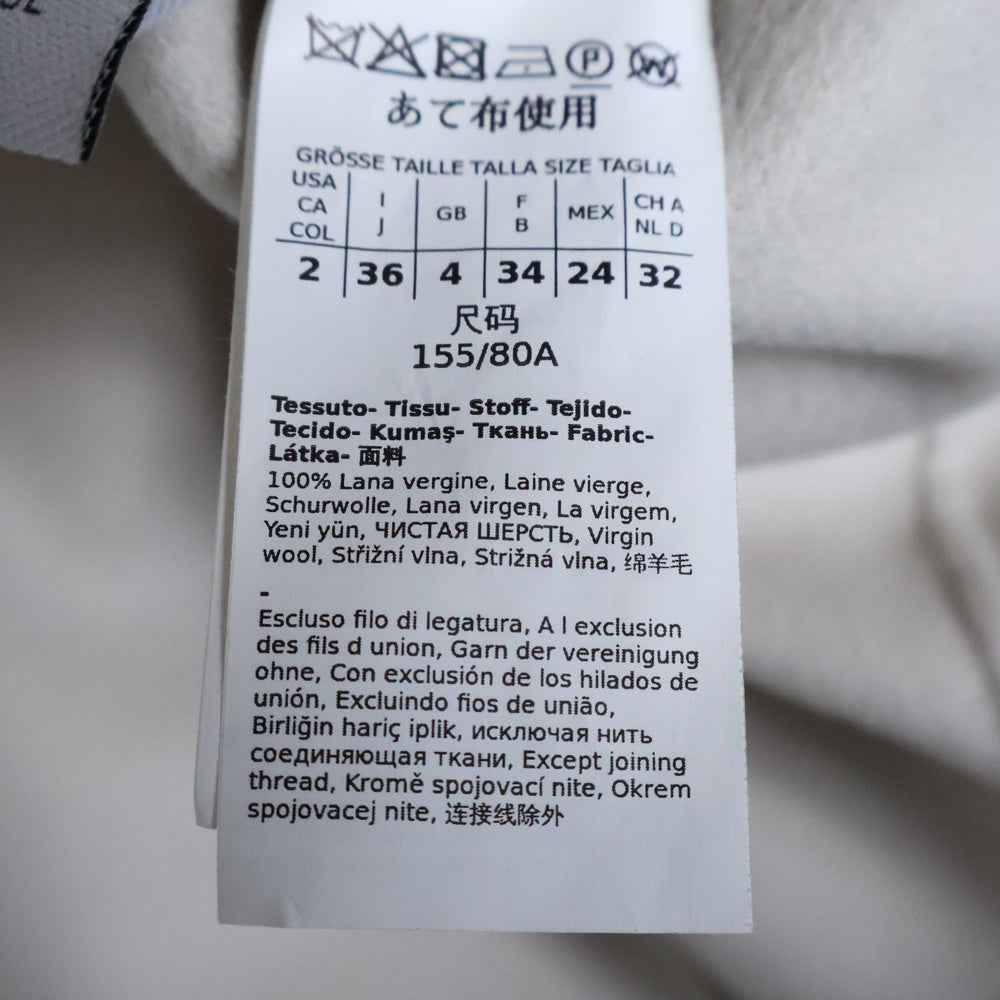 P W
あて布使用
GRÖSSE TAILLE TALLA SIZE TAGLIA
USA CA COL | I J | GB | F B | MEX | CH A NL D
2 | 36 | 4 | 34 | 24 | 32
尺码
155/80A
Tessuto- Tissu- Stoff- Tejido-
Tecido- Kumaş- Ткань- Fabric-
Látka- 面料
100% Lana vergine, Laine vierge,
Schurwolle, Lana virgen, La virgem,
Yeni yün, ЧИСТАЯ ШЕРСТЬ, Virgin
wool, Střižní vlna, Strižná vlna, 绵羊毛
-
Escluso filo di legatura, A l exclusion
des fils d union, Garn der vereinigung
ohne, Con exclusión de los hilados de
unión, Excluindo fios de união,
Birliğin hariç iplik, исключая нить
соединяющая ткани, Except joining
thread, Kromě spojovací nite, Okrem
spojovacej nite, 连接线除外